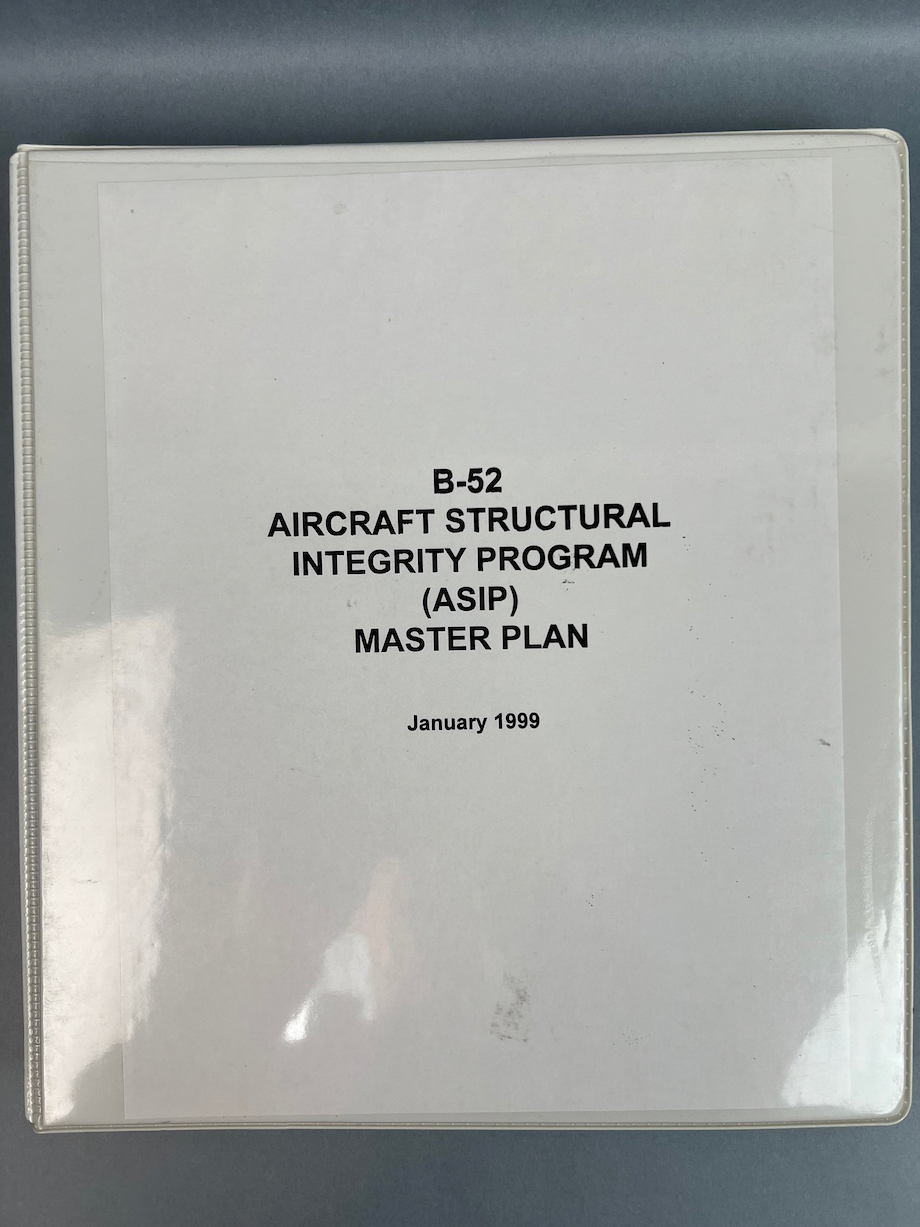 B-52
AIRCRAFT STRUCTURAL
INTEGRITY PROGRAM
(ASIP)
MASTER PLAN
January 1999